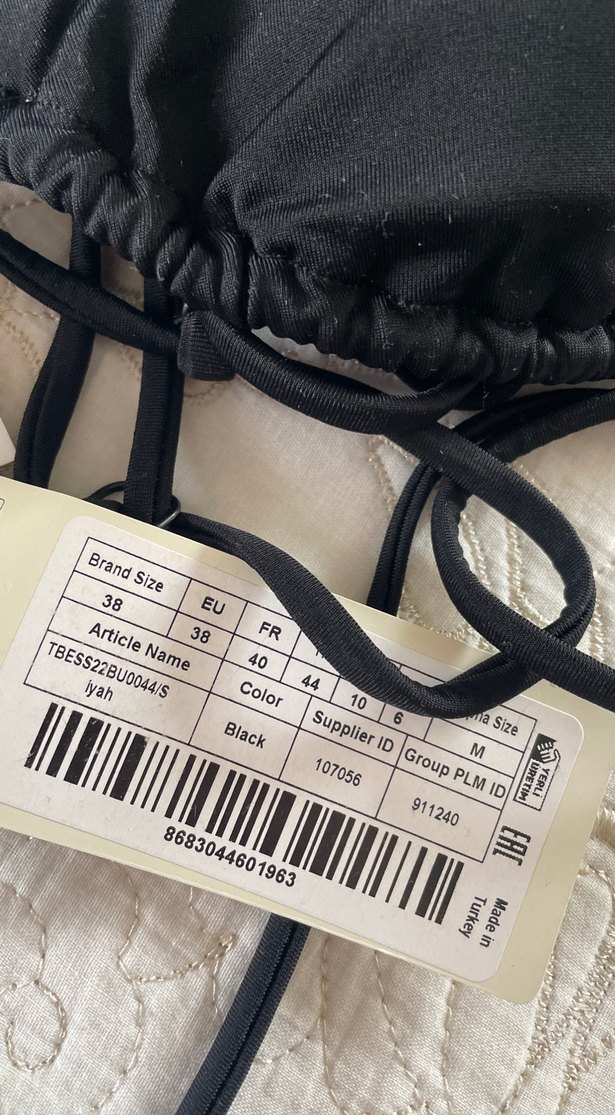 Brand Size EU FR
38 38 40 44 10 6 Size
Article Name Color Supplier ID M
TBESS22BU0044/S
iyah
Black 107056 Group PLM ID
911240
8683044601963
YERLİ
ÜRETİM
EAC
Made in
Turkey